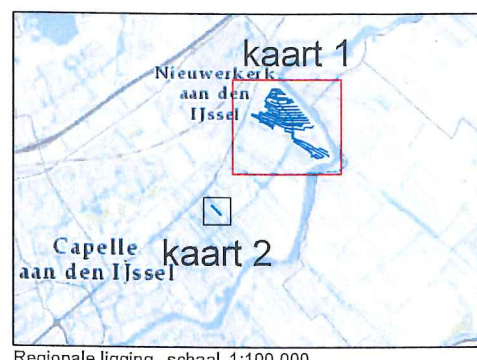 kaart 1
Nieuwerkerk
aan den
IJssel
Capelle
aan den IJssel
kaart 2
Regionale ligging, schaal 1:100.000